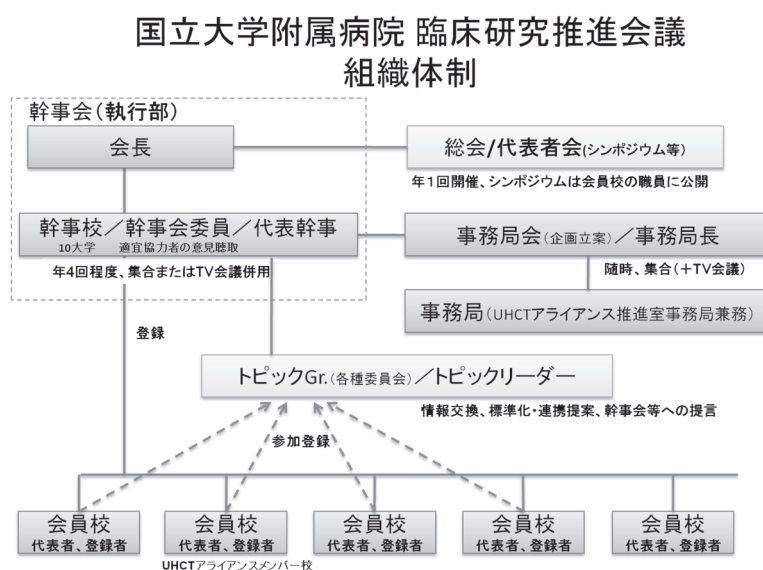 国立大学附属病院 臨床研究推進会議
組織体制
幹事会(執行部)
会長
総会/代表者会(シンポジウム等)
年1回開催、シンポジウムは会員校の職員に公開
幹事校／幹事会委員／代表幹事
10大学 適宜協力者の意見聴取
年4回程度、集合またはTV会議併用
事務局会(企画立案)／事務局長
随時、集合(＋TV会議)
事務局(UHCTアライアンス推進室事務局兼務)
登録
トピックGr.(各種委員会)／トピックリーダー
情報交換、標準化・連携提案、幹事会等への提言
参加登録
会員校
代表者、登録者
会員校
代表者、登録者
会員校
代表者、登録者
会員校
代表者、登録者
会員校
代表者、登録者
UHCTアライアンスメンバー校